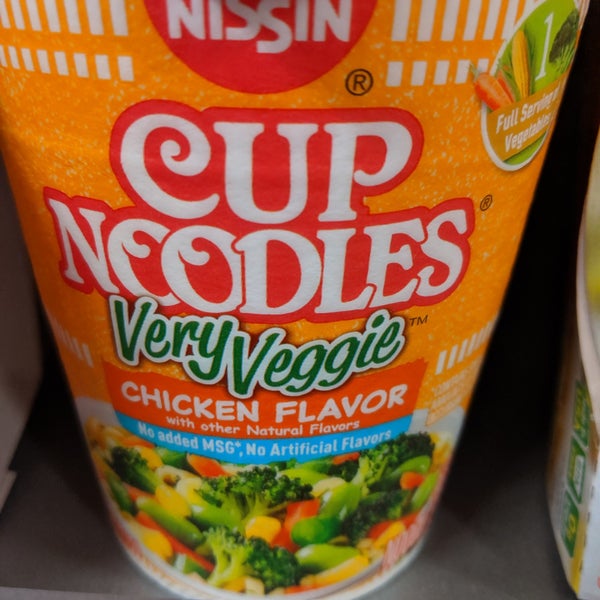 NISSIN
®
1
Full Serving of
Vegetables
CUP
NOODLES®
Very Veggie™
CHICKEN FLAVOR
with other Natural Flavors
No added MSG*, No Artificial Flavors